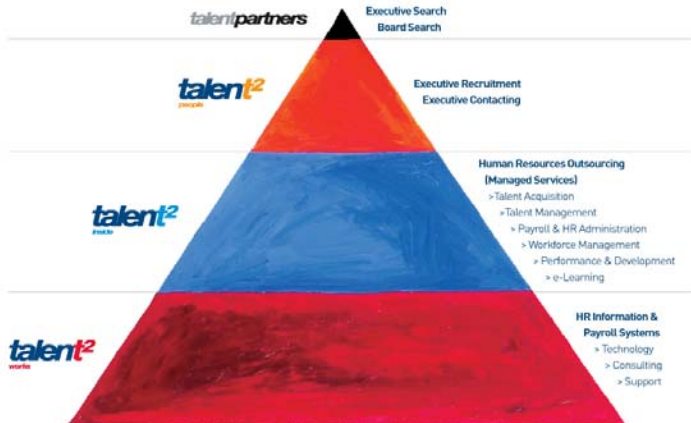 talentpartners
Executive Search
Board Search
talent2
people
Executive Recruitment
Executive Contacting
talent2
inside
Human Resources Outsourcing
(Managed Services)
>Talent Acquisition
>Talent Management
> Payroll & HR Administration
> Workforce Management
> Performance & Development
> e-Learning
talent2
works
HR Information &
Payroll Systems
> Technology
> Consulting
> Support